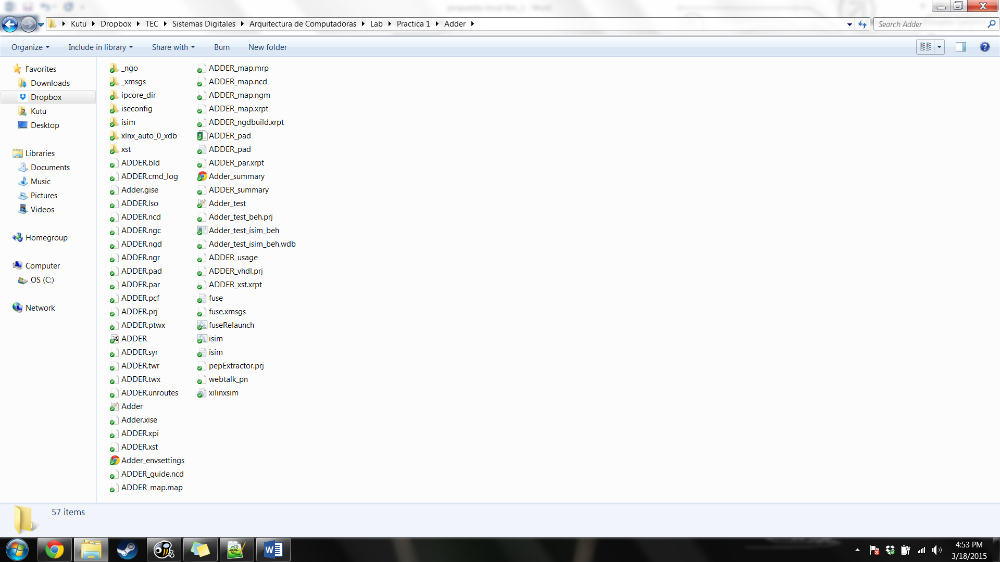 propuesta inicial Rev_1 - Word
Kutu Dropbox TEC Sistemas Digitales Arquitectura de Computadoras Lab Practica 1 Adder
Search Adder
Organize Include in library Share with Burn New folder
Favorites
Downloads
Dropbox
Kutu
Desktop
Libraries
Documents
Music
Pictures
Videos
Homegroup
Computer
OS (C:)
Network
_ngo
_xmsgs
ipcore_dir
iseconfig
isim
xlnx_auto_0_xdb
xst
ADDER.bld
ADDER.cmd_log
Adder.gise
ADDER.lso
ADDER.ncd
ADDER.ngc
ADDER.ngd
ADDER.ngr
ADDER.pad
ADDER.par
ADDER.pcf
ADDER.prj
ADDER.ptwx
ADDER
ADDER.syr
ADDER.twr
ADDER.twx
ADDER.unroutes
Adder
Adder.xise
ADDER.xpi
ADDER.xst
Adder_envsettings
ADDER_guide.ncd
ADDER_map.map
ADDER_map.mrp
ADDER_map.ncd
ADDER_map.ngm
ADDER_map.xrpt
ADDER_ngdbuild.xrpt
ADDER_pad
ADDER_pad
ADDER_par.xrpt
Adder_summary
ADDER_summary
Adder_test
Adder_test_beh.prj
Adder_test_isim_beh
Adder_test_isim_beh.wdb
ADDER_usage
ADDER_vhdl.prj
ADDER_xst.xrpt
fuse
fuse.xmsgs
fuseRelaunch
isim
isim
pepExtractor.prj
webtalk_pn
xilinxsim
57 items
4:53 PM
3/18/2015